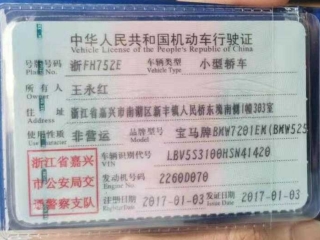 中华人民共和国机动车行驶证
Vehicle License of the People's Republic of China
号牌号码 浙FH752E 车辆类型 小型轿车
Plate No. Vehicle Type
所有人 王永红
Owner
住址 浙江省嘉兴市南湖区新丰镇人民桥东堍南侧1幢303室
Address
使用性质 非营运 品牌型号 宝马牌BMW7201EM(BMW525
Use Character Model
浙江省嘉兴
市公安局交
通警察支队
车辆识别代号 LBV5S3100HSN41420
VIN
发动机号码 2260D070
Engine No.
注册日期 2017-01-03 发证日期 2017-01-03
Register Date Issue Date